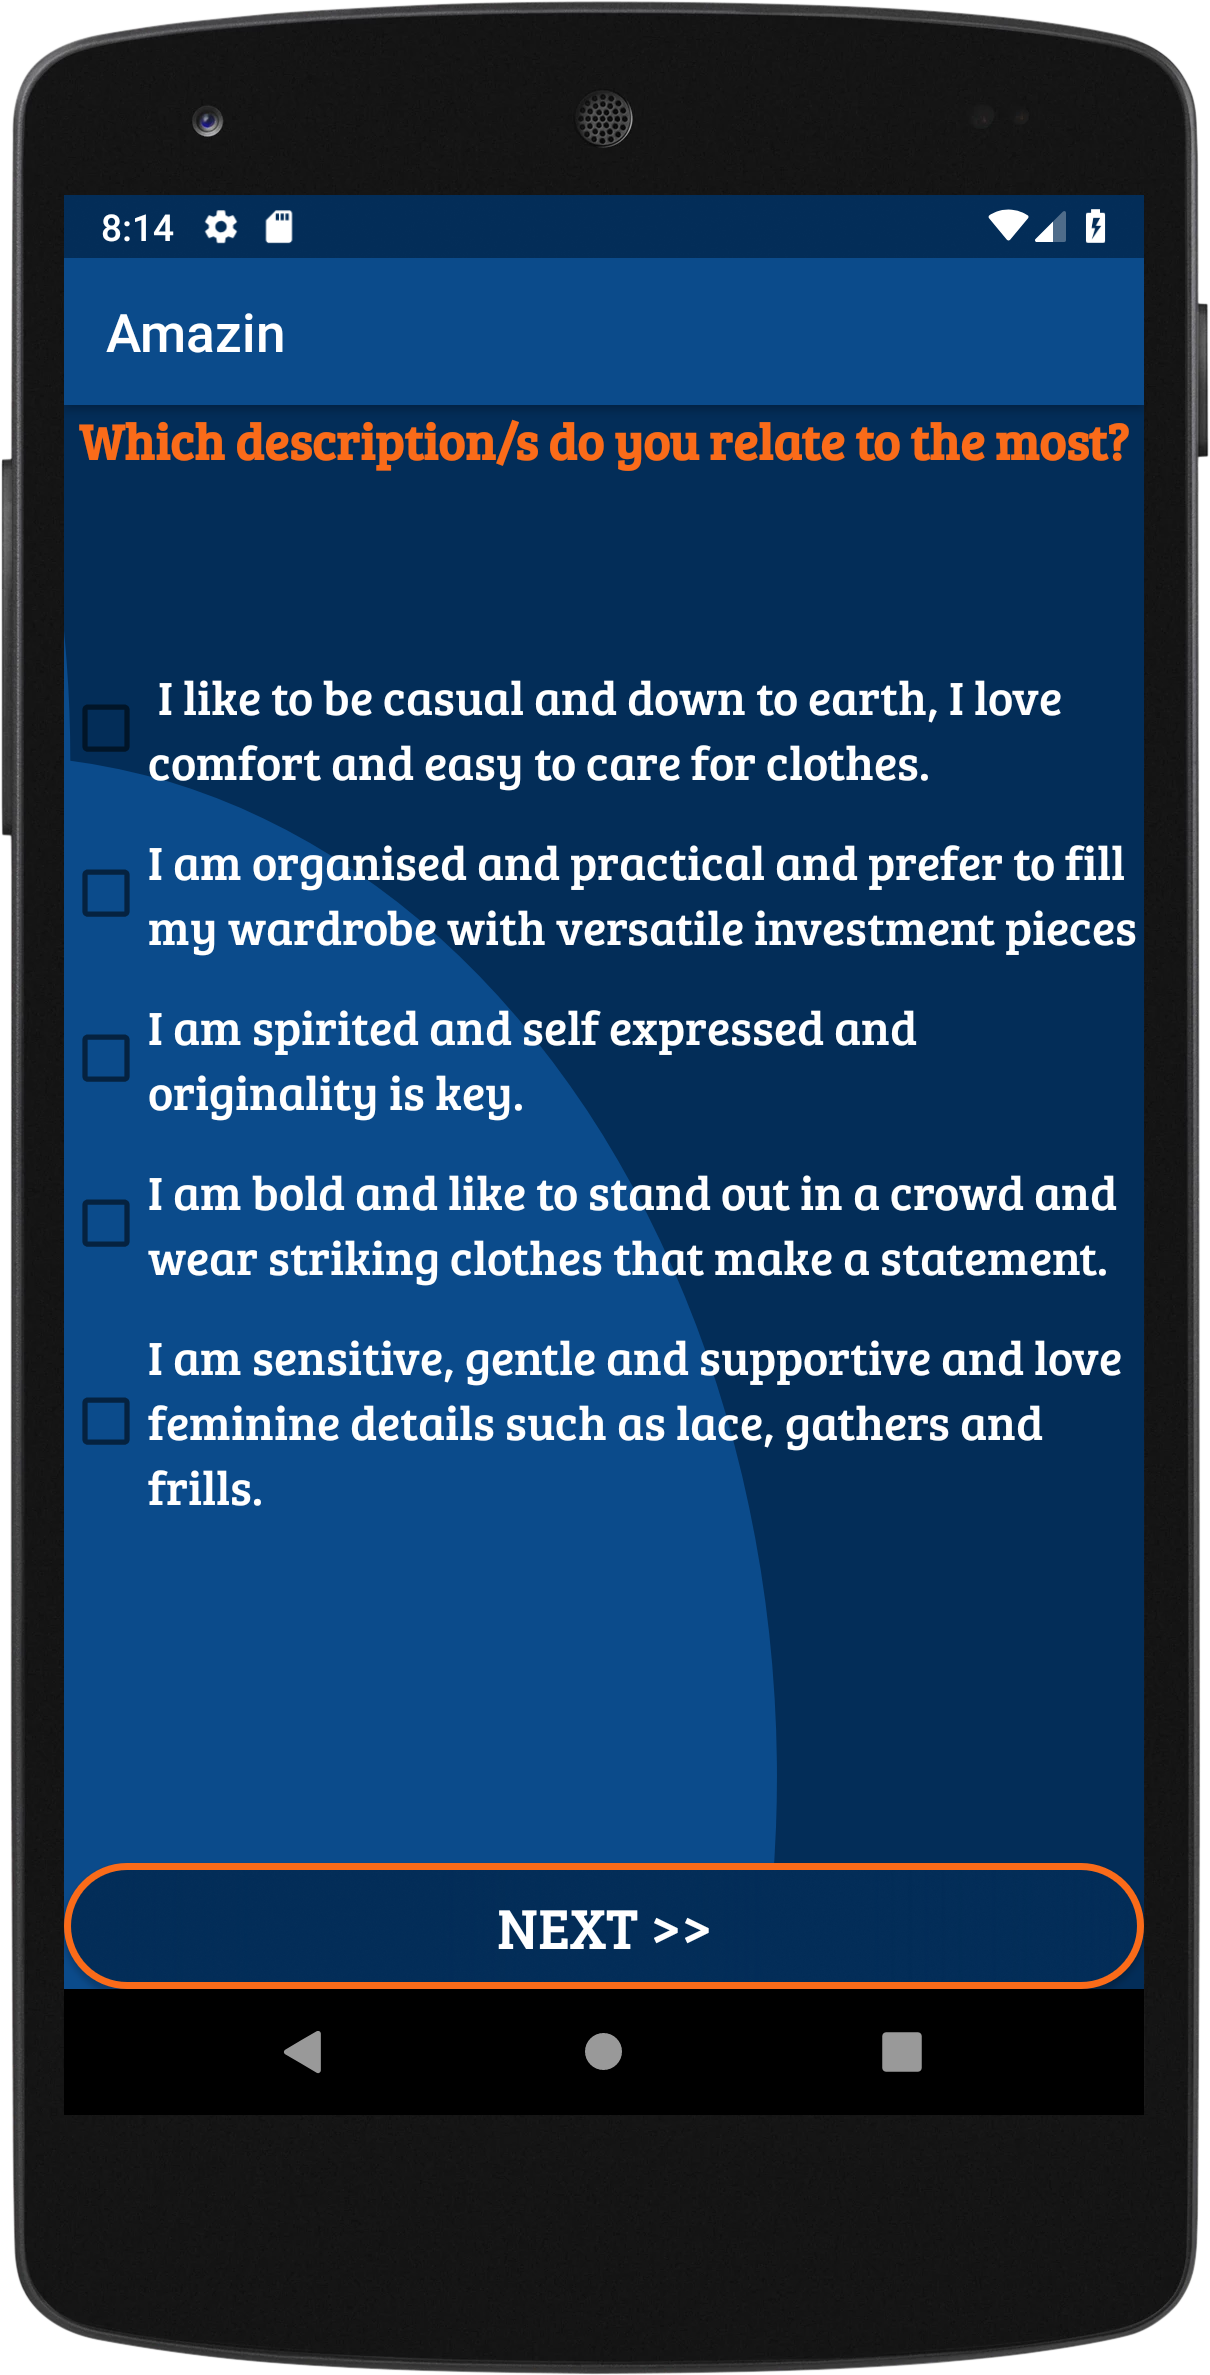 8:14
Amazin
Which description/s do you relate to the most?
I like to be casual and down to earth, I love
comfort and easy to care for clothes.
I am organised and practical and prefer to fill
my wardrobe with versatile investment pieces
I am spirited and self expressed and
originality is key.
I am bold and like to stand out in a crowd and
wear striking clothes that make a statement.
I am sensitive, gentle and supportive and love
feminine details such as lace, gathers and
frills.
NEXT >>